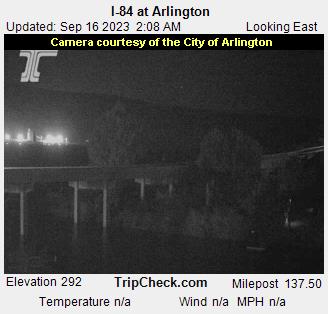 I-84 at Arlington
Updated: Sep 16 2023 2:08 AM Looking East
Camera courtesy of the City of Arlington
Elevation 292 TripCheck.com Milepost 137.50
Temperature n/a Wind n/a MPH n/a